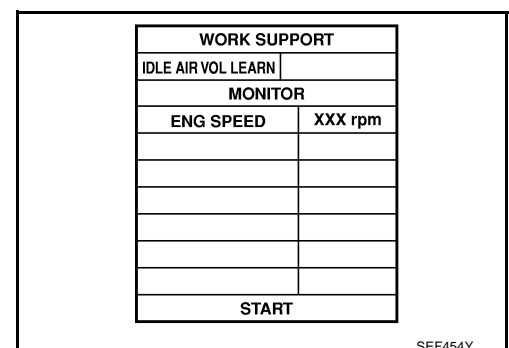 WORK SUPPORT
IDLE AIR VOL LEARN
MONITOR
ENG SPEED XXX rpm
START
SEF454Y